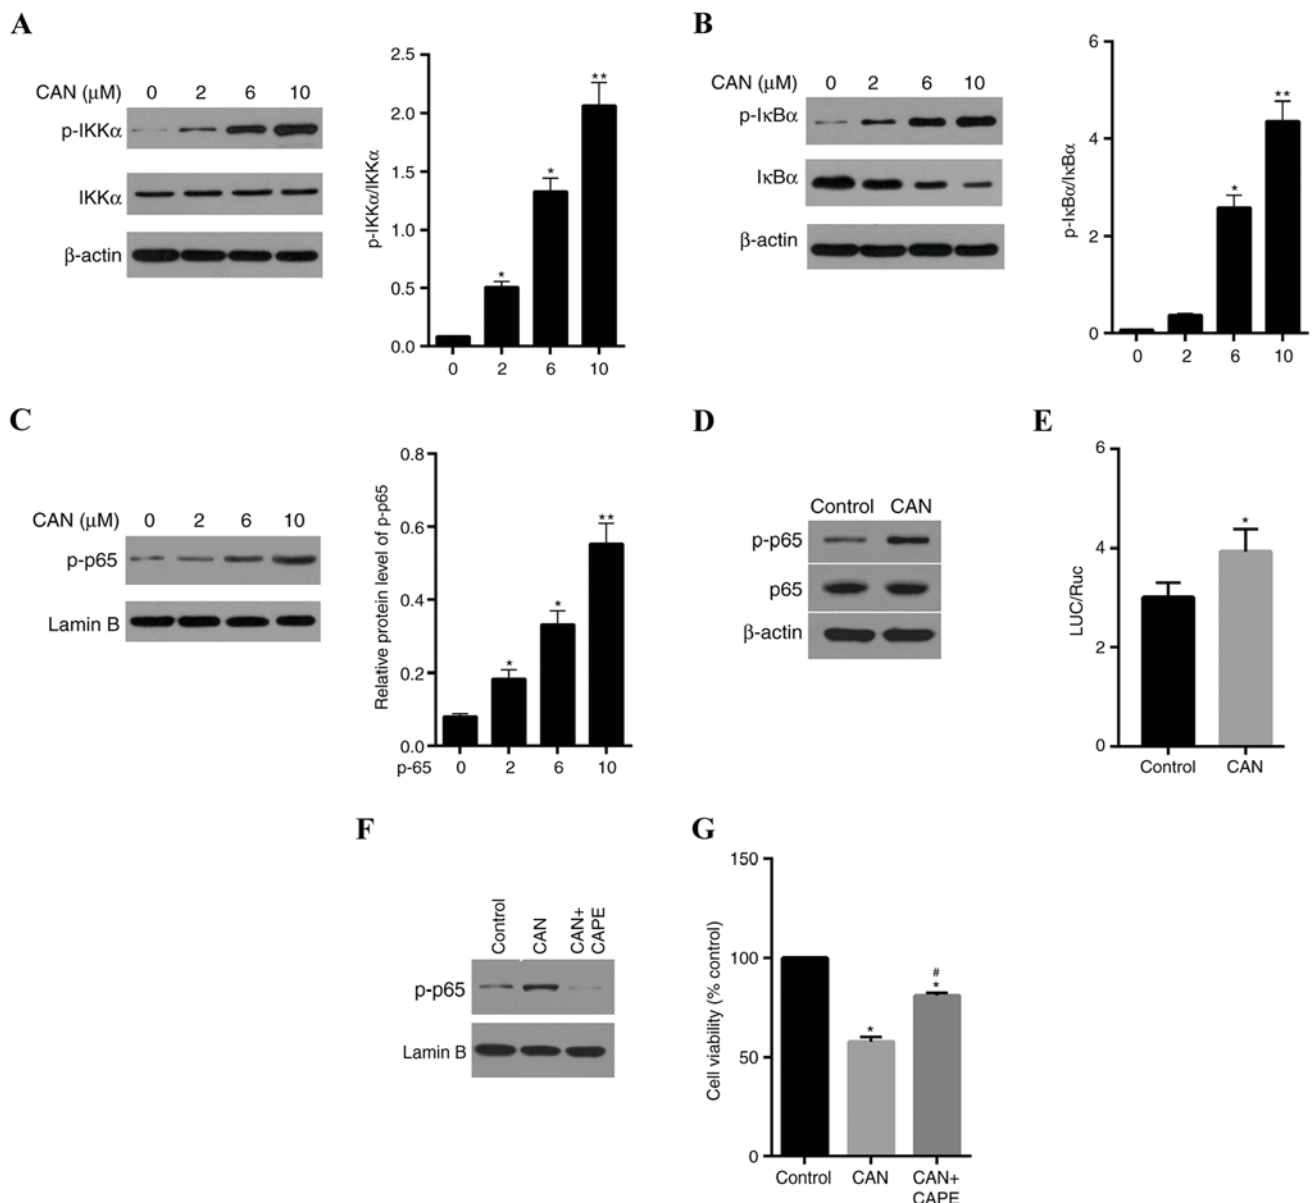 A
CAN (μM) 0 2 6 10
p-IKKα
IKKα
β-actin
p-IKKα/IKKα
2.5
2.0
1.5
1.0
0.5
0.0
* * **
0 2 6 10
B
CAN (μM) 0 2 6 10
p-IκBα
IκBα
β-actin
p-IκBα/IκBα
6
4
2
0
* **
0 2 6 10
C
CAN (μM) 0 2 6 10
p-p65
Lamin B
Relative protein level of p-p65
0.8
0.6
0.4
0.2
0.0
* * **
p-65 0 2 6 10
D
Control CAN
p-p65
p65
β-actin
E
LUC/Ruc
6
4
2
0
*
Control CAN
F
Control
CAN
CAN+
CAPE
p-p65
Lamin B
G
Cell viability (% control)
150
100
50
0
*
#
*
Control CAN CAN+
CAPE